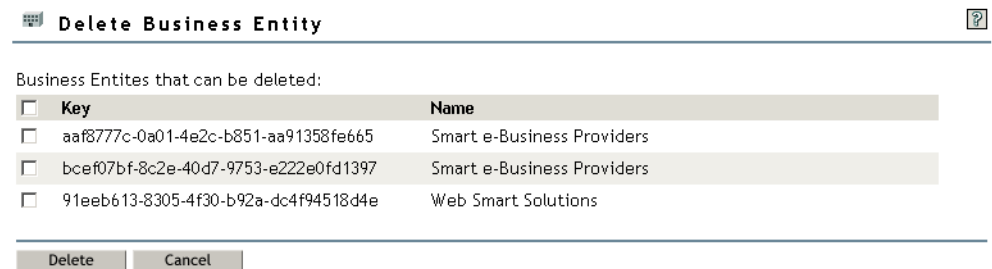 Delete Business Entity ?
Business Entites that can be deleted:
Key Name
aaf8777c-0a01-4e2c-b851-aa91358fe665 Smart e-Business Providers
bcef07bf-8c2e-40d7-9753-e222e0fd1397 Smart e-Business Providers
91eeb613-8305-4f30-b92a-dc4f94518d4e Web Smart Solutions
Delete Cancel